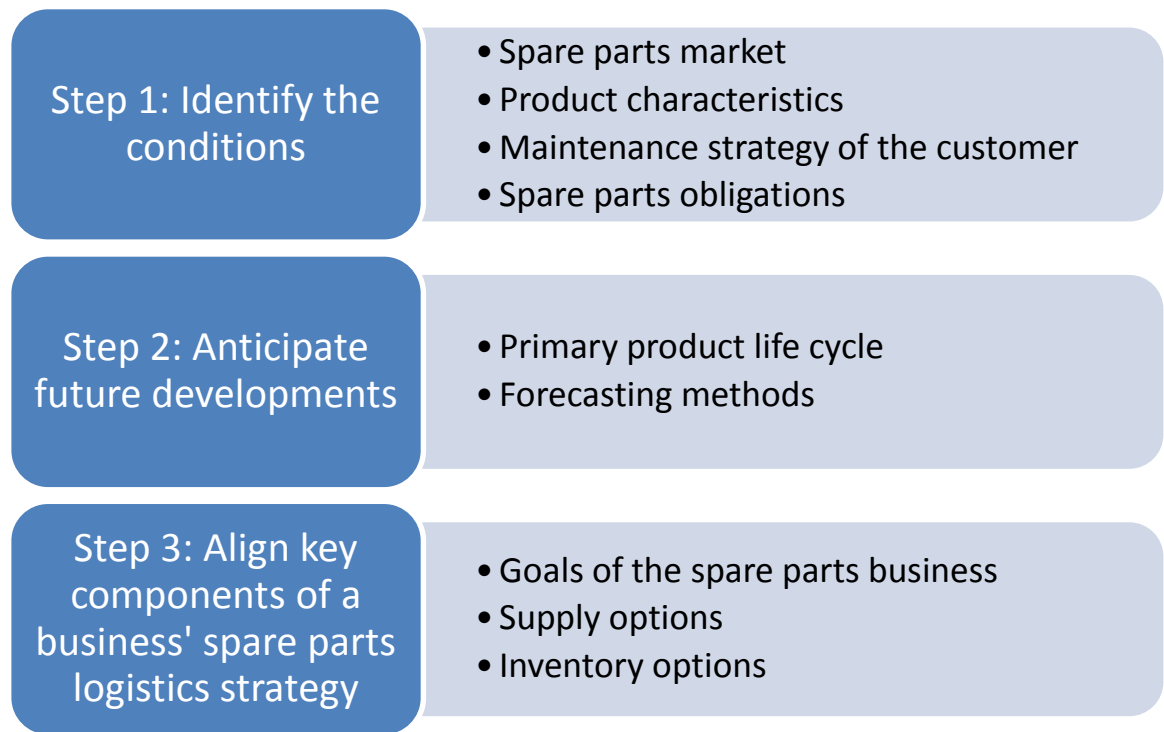 Step 1: Identify the
conditions
• Spare parts market
• Product characteristics
• Maintenance strategy of the customer
• Spare parts obligations
Step 2: Anticipate
future developments
• Primary product life cycle
• Forecasting methods
Step 3: Align key
components of a
business' spare parts
logistics strategy
• Goals of the spare parts business
• Supply options
• Inventory options